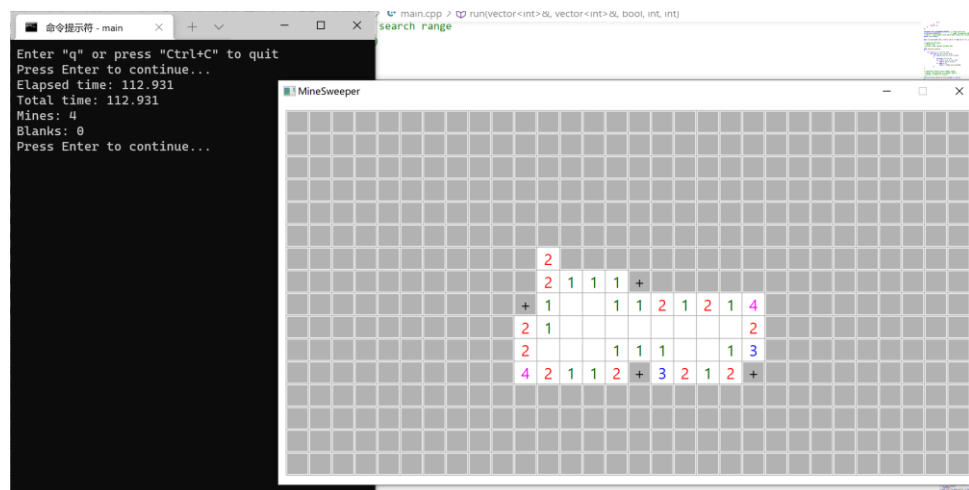 main.cpp > run(vector<int>&, vector<int>&, bool, int, int)
search range
命令提示符 - main
Enter "q" or press "Ctrl+C" to quit
Press Enter to continue...
Elapsed time: 112.931
Total time: 112.931
Mines: 4
Blanks: 0
Press Enter to continue...
MineSweeper
2
2 1 1 1 +
+ 1 1 1 2 1 2 1 4
2 1 2
2 1 1 1 1 3
4 2 1 1 2 + 3 2 1 2 +